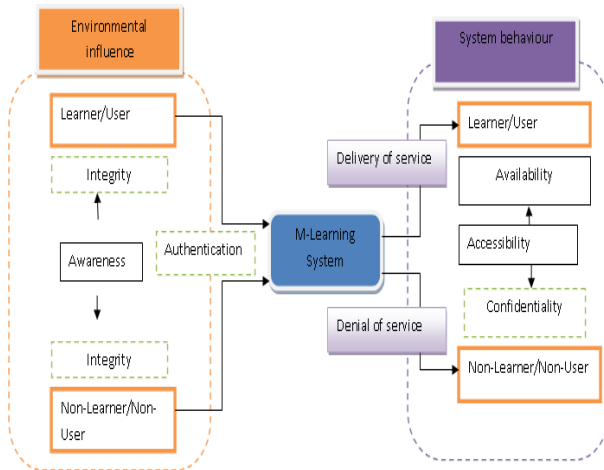 Environmental
influence
Learner/User
Integrity
Awareness
Authentication
Integrity
Non-Learner/Non-
User
M-Learning
System
Delivery of service
Denial of service
System behaviour
Learner/User
Availability
Accessibility
Confidentiality
Non-Learner/Non-User